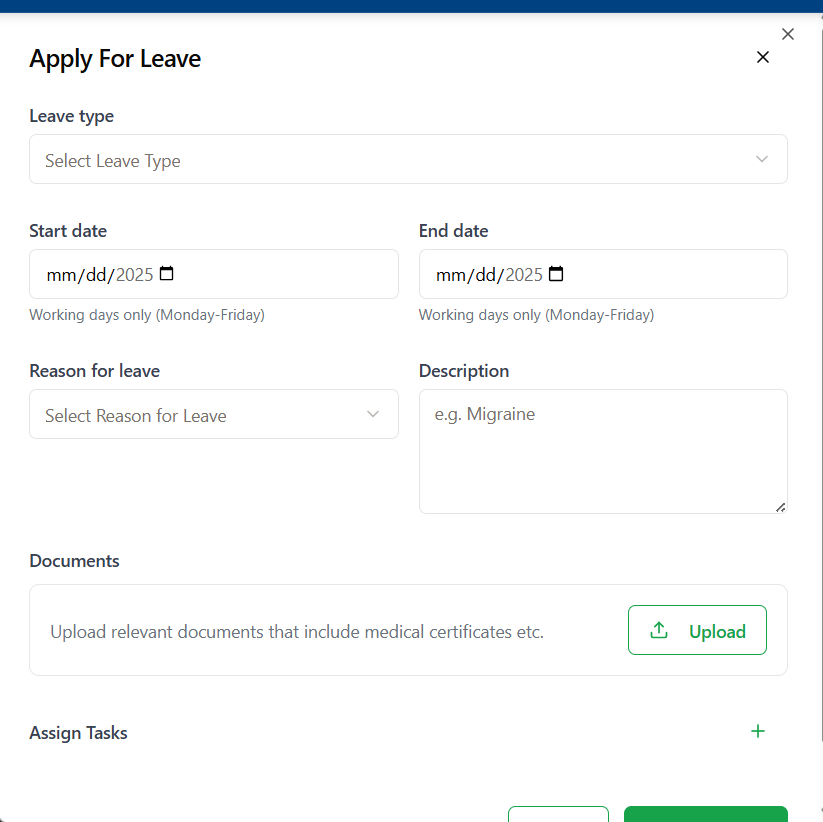 Apply For Leave
Leave type
Select Leave Type
Start date
End date
mm/dd/2025
mm/dd/2025
Working days only (Monday-Friday)
Working days only (Monday-Friday)
Reason for leave
Description
Select Reason for Leave
e.g. Migraine
Documents
Upload relevant documents that include medical certificates etc.
Upload
Assign Tasks